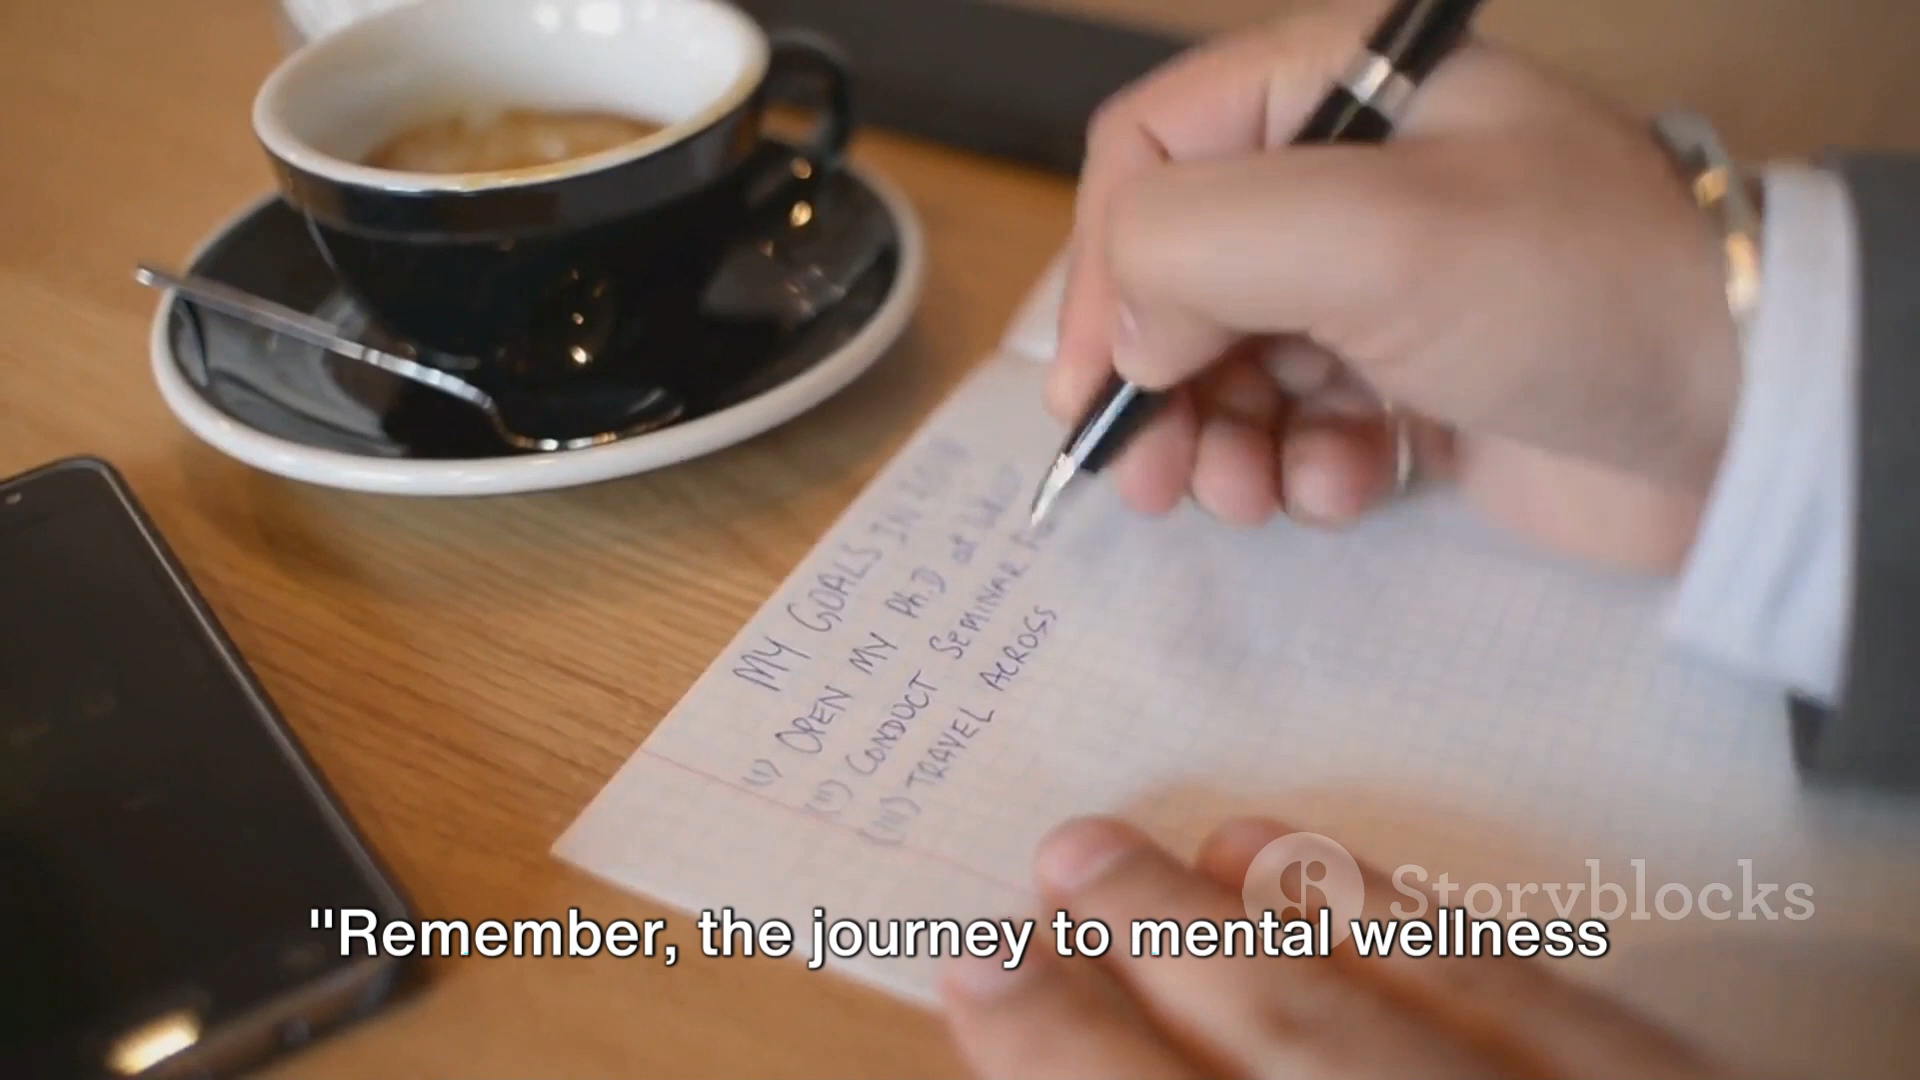 MY GOALS IN
(I) OPEN MY Ph.D at
(II) CONDUCT SEMINAR
(III) TRAVEL ACROSS
Storyblocks
"Remember, the journey to mental wellness